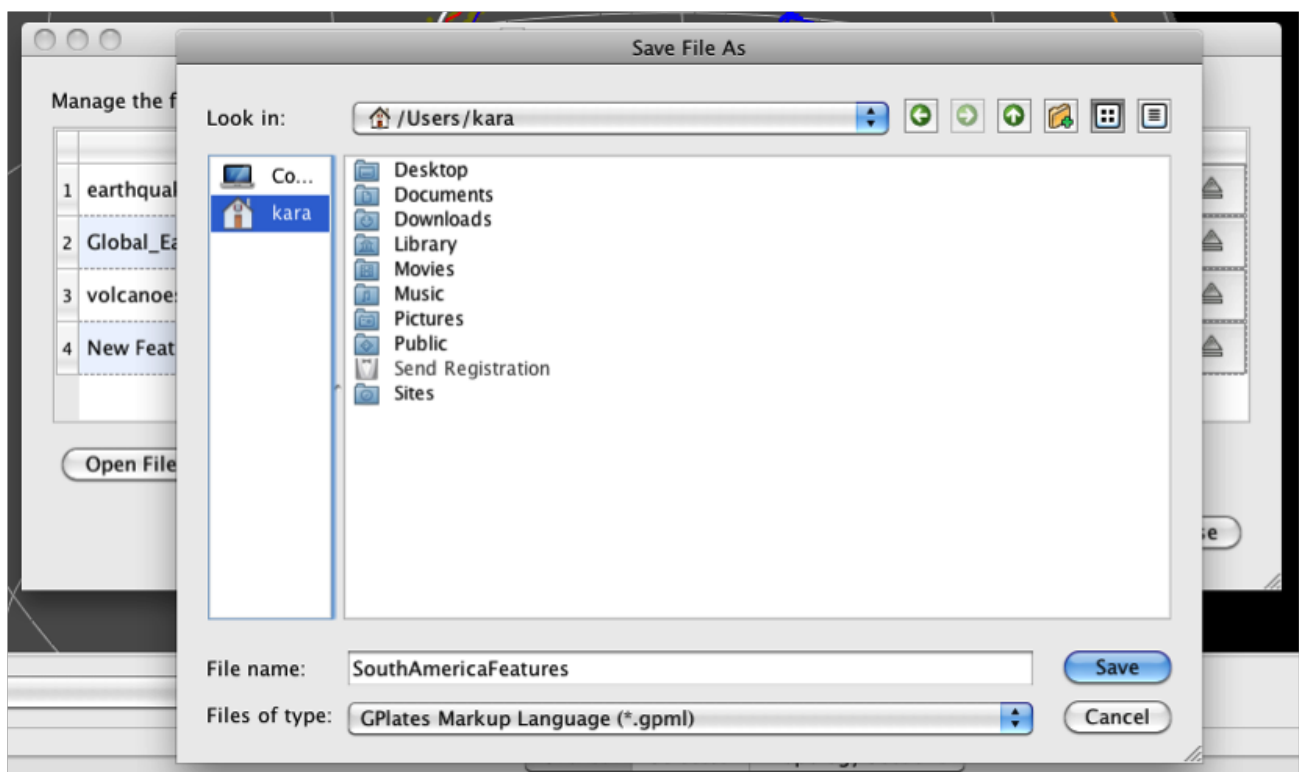 Save File As
Manage the f
Look in:
/Users/kara
Co...
kara
Desktop
Documents
Downloads
Library
Movies
Music
Pictures
Public
Send Registration
Sites
1 earthqual
2 Global_Ea
3 volcanoes
4 New Feat
Open File
se
File name:
SouthAmericaFeatures
Save
Files of type:
GPlates Markup Language (*.gpml)
Cancel